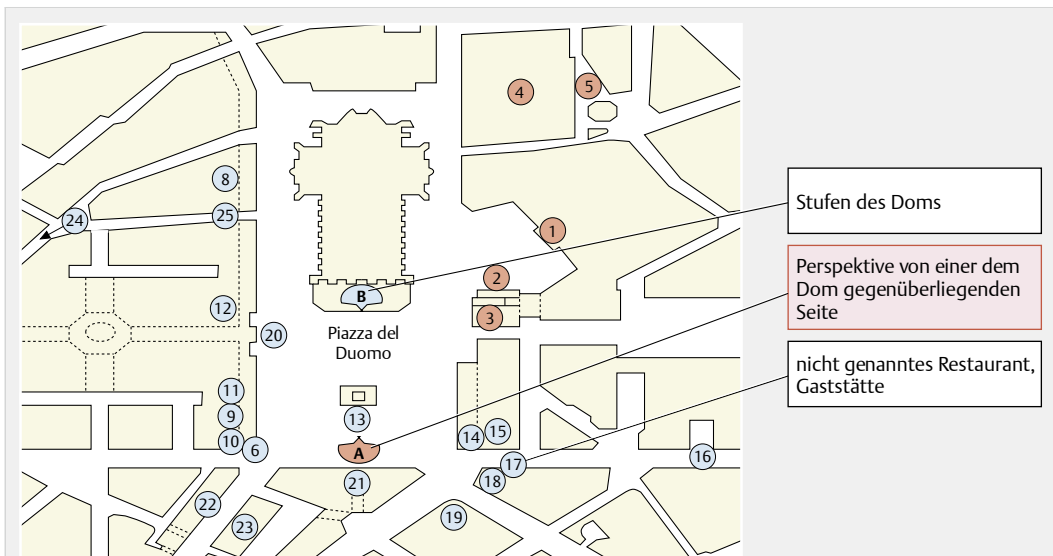 4
5
8
24
25
1
2
3
B
12
20
Piazza del
Duomo
11
9
10
6
13
A
14
15
17
16
18
21
22
23
19
Stufen des Doms
Perspektive von einer dem
Dom gegenüberliegenden
Seite
nicht genanntes Restaurant,
Gaststätte